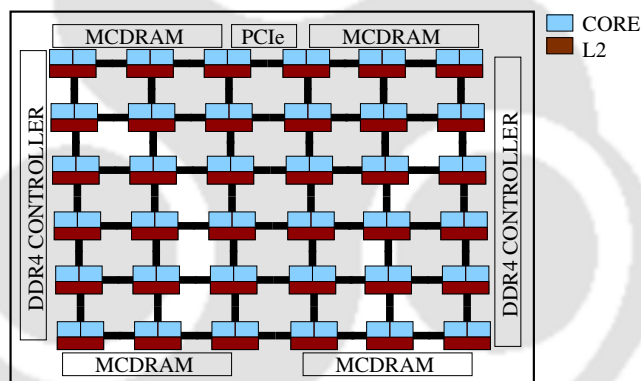 MCDRAM PCIe MCDRAM
CORE
L2
DDR4 CONTROLLER
DDR4 CONTROLLER
MCDRAM MCDRAM